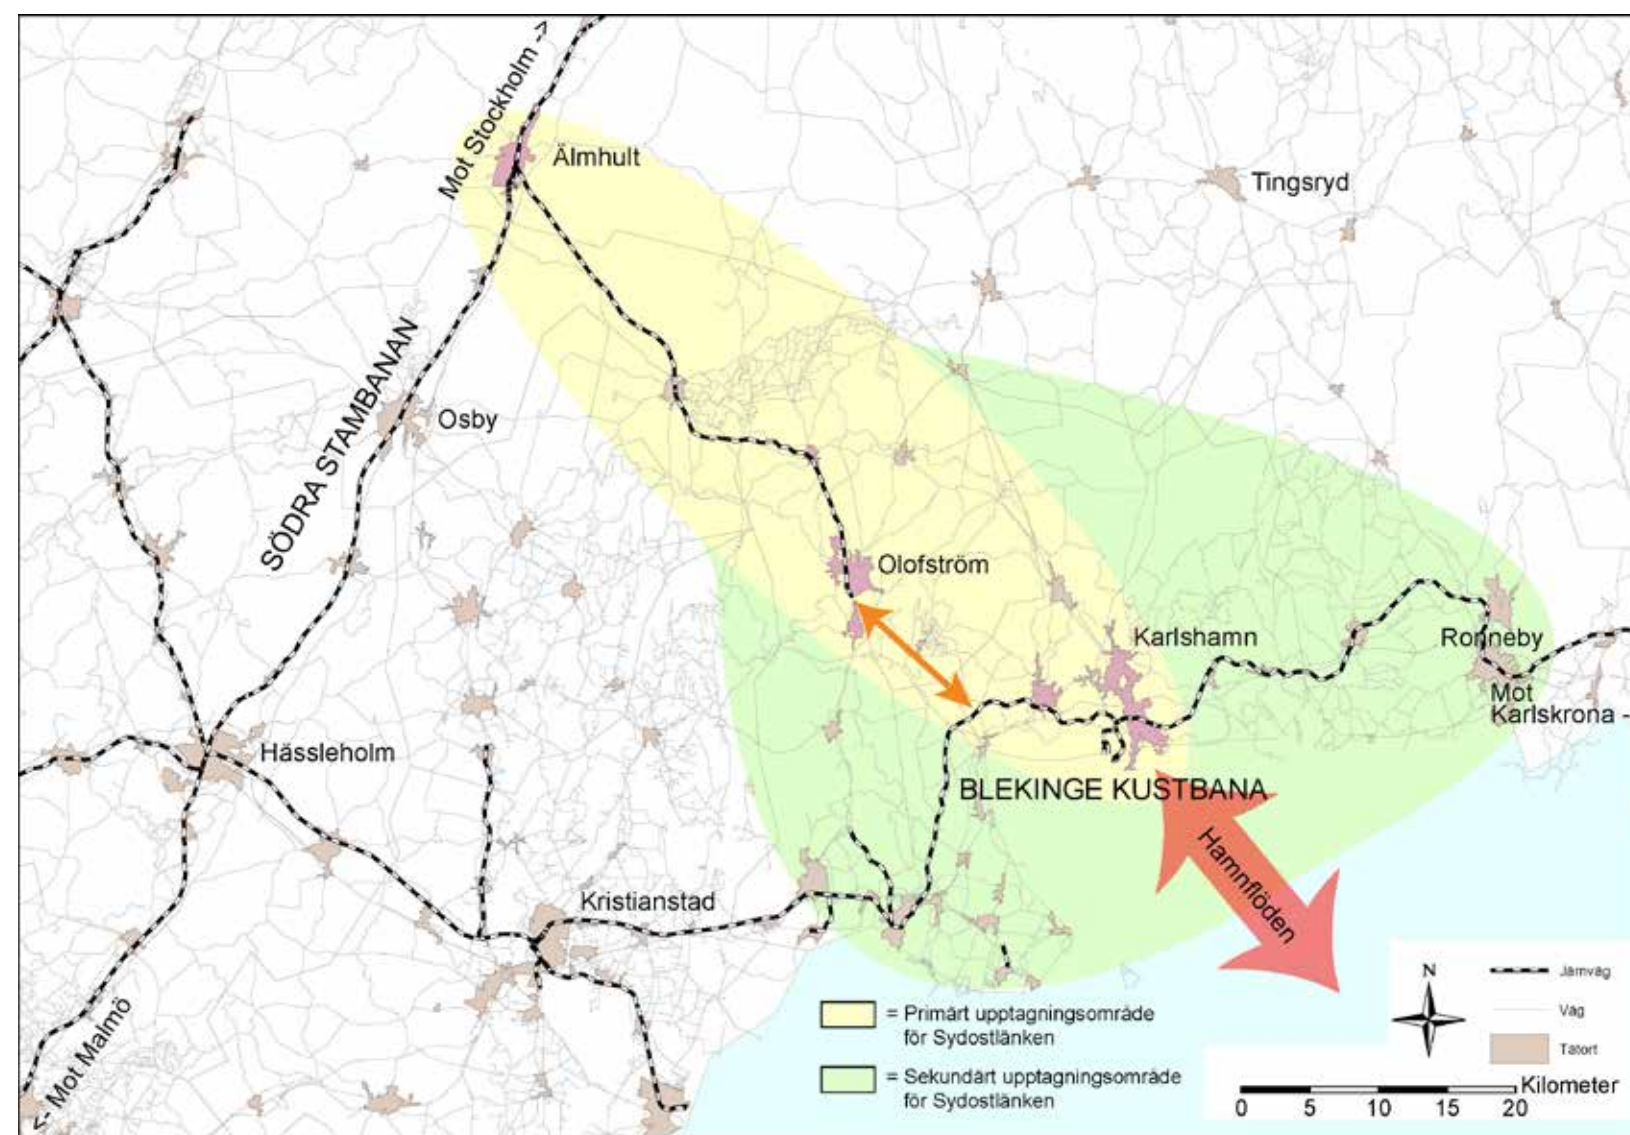 Mot Stockholm ->
Älmhult
Tingsryd
SÖDRA STAMBANAN
Osby
Olofström
Karlshamn
Ronneby
Mot
Karlskrona -
Hässleholm
BLEKINGE KUSTBANA
Hamnflöden
Kristianstad
<- Mot Malmö
= Primärt upptagningsområde
för Sydostlänken
= Sekundärt upptagningsområde
för Sydostlänken
N
Järnväg
Väg
Tätort
Kilometer
0 5 10 15 20